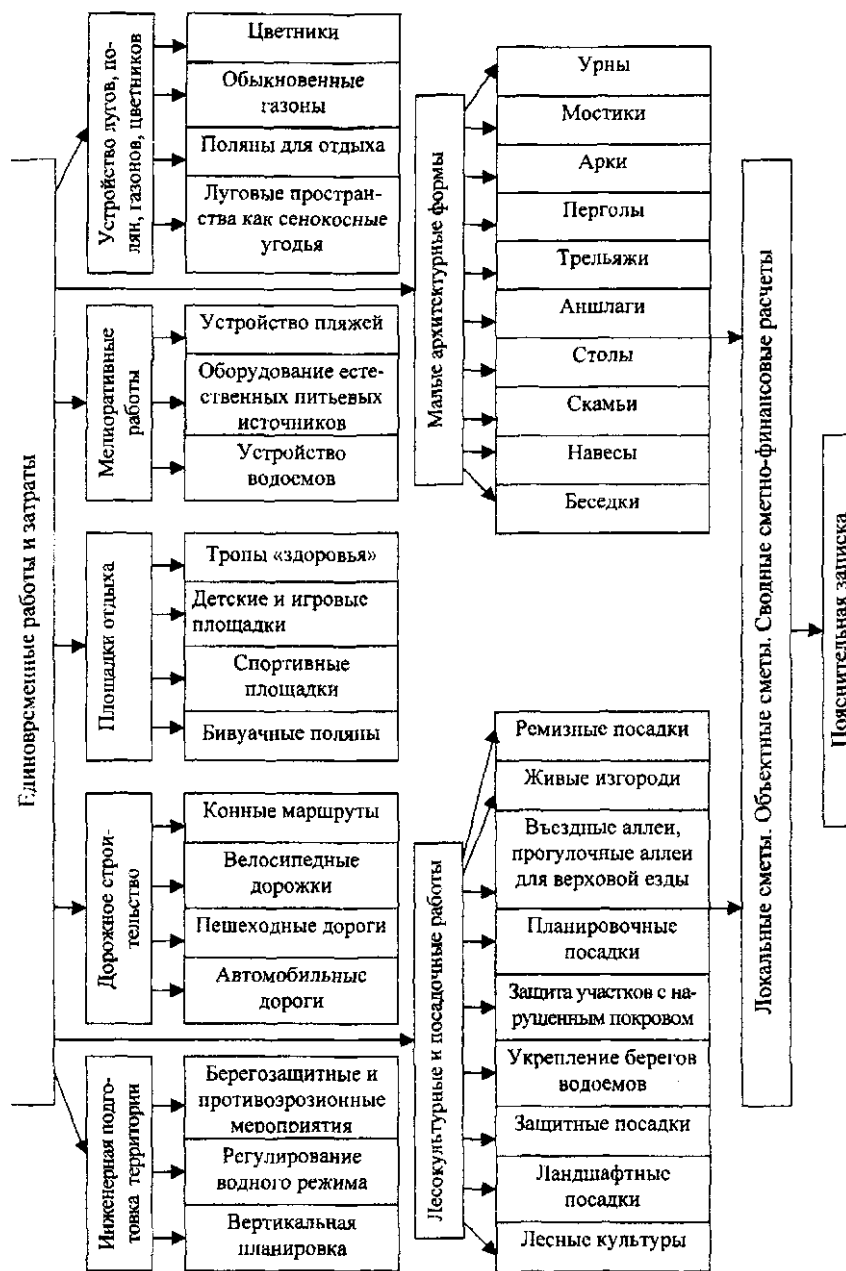 Единовременные работы и затраты
Устройство лугов, по-
лян, газонов, цветников
Цветники
Обыкновенные
газоны
Поляны для отдыха
Луговые простран-
ства как сенокосные
угодья
Мелиоративные
работы
Устройство пляжей
Оборудование есте-
ственных питьевых
источников
Устройство
водоемов
Площадки отдыха
Тропы «здоровья»
Детские и игровые
площадки
Спортивные
площадки
Бивуачные поляны
Дорожное строи-
тельство
Конные маршруты
Велосипедные
дорожки
Пешеходные дороги
Автомобильные
дороги
Инженерная подго-
товка территории
Берегозащитные и
противоэрозионные
мероприятия
Регулирование
водного режима
Вертикальная
планировка
Малые архитектурные формы
Урны
Мостики
Арки
Перголы
Трельяжи
Аншлаги
Столы
Скамьи
Навесы
Беседки
Лесокультурные и посадочные работы
Ремизные посадки
Живые изгороди
Въездные аллеи,
прогулочные аллеи
для верховой езды
Планировочные
посадки
Защита участков с на-
рушенным покровом
Укрепление берегов
водоемов
Защитные посадки
Ландшафтные
посадки
Лесные культуры
Локальные сметы. Объектные сметы. Сводные сметно-финансовые расчеты
Пояснительная записка